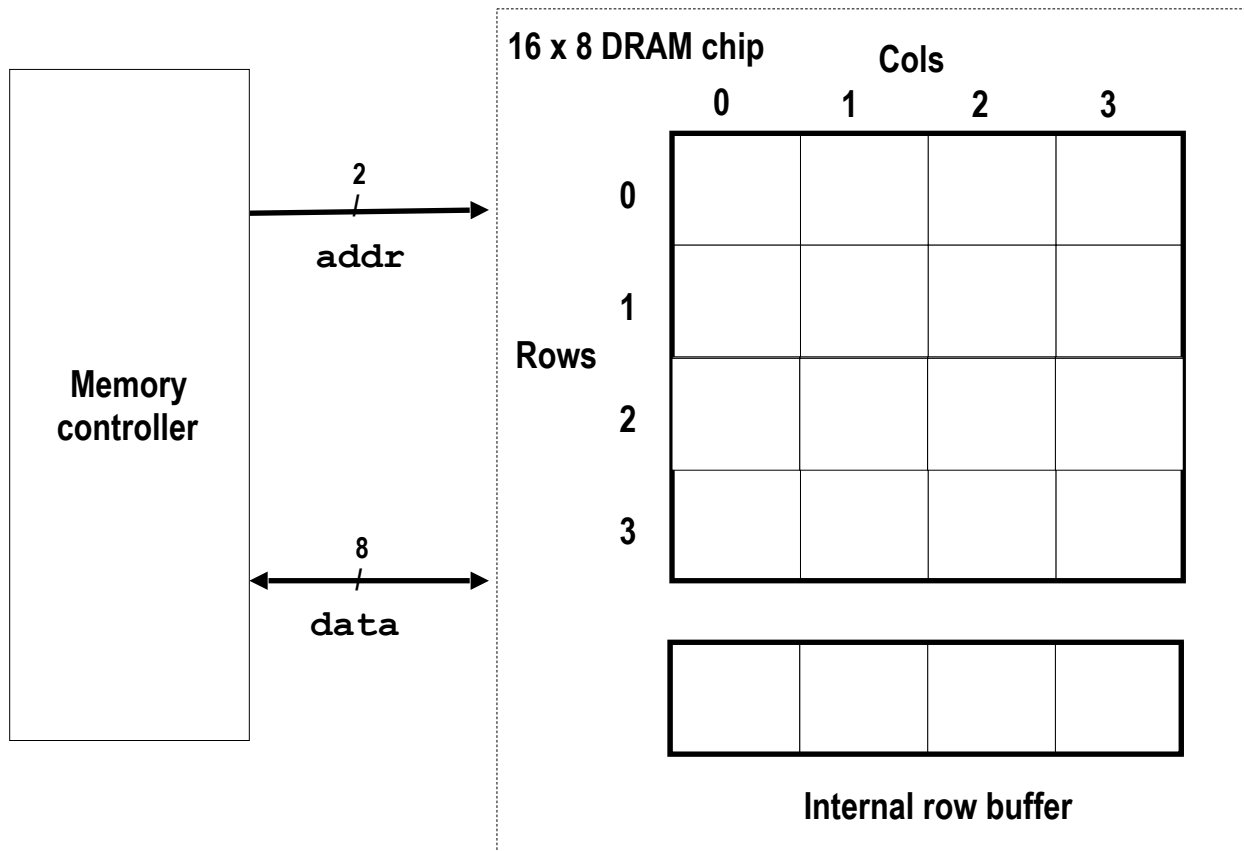 16 x 8 DRAM chip
Cols
0 1 2 3
2
addr
0
1
Rows
Memory
controller
2
3
8
data
Internal row buffer